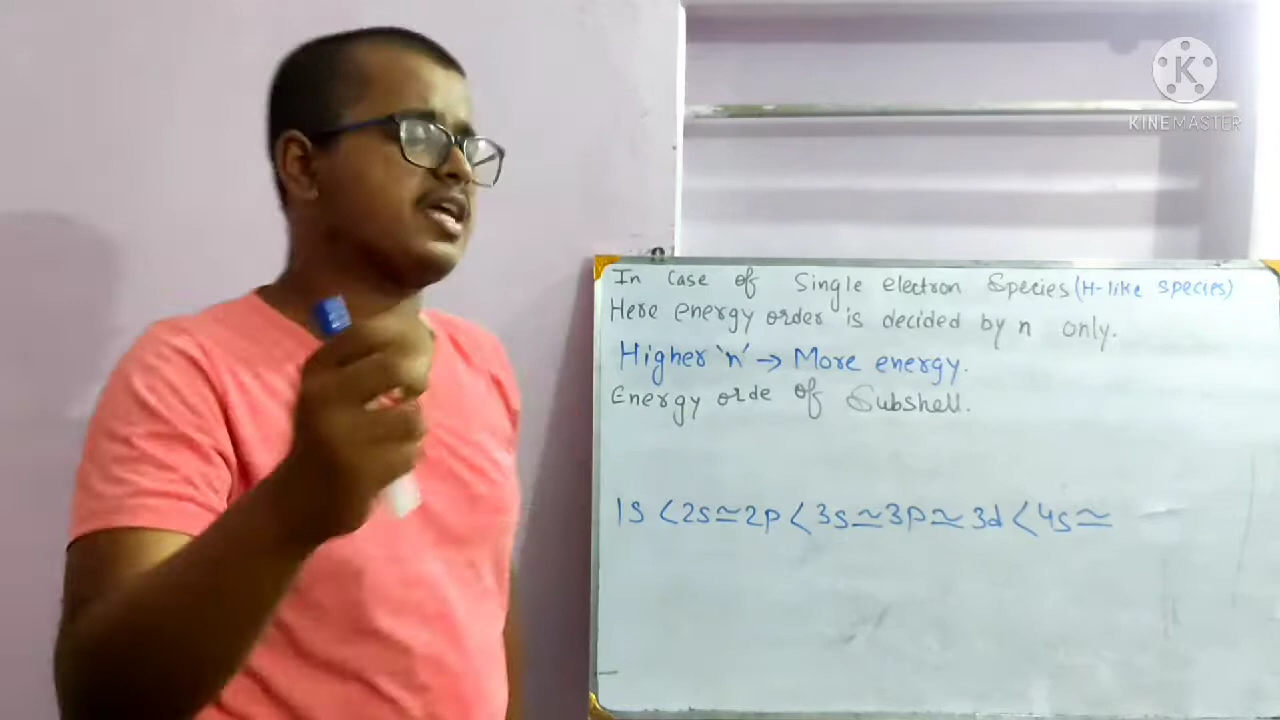 K
KINEMASTER
In Case of Single electron Species (H-like species)
Here energy order is decided by n only.
Higher 'n' → More energy.
Energy orde of Subshell.
1s < 2s ≃ 2p < 3s ≃ 3p ≃ 3d < 4s ≃